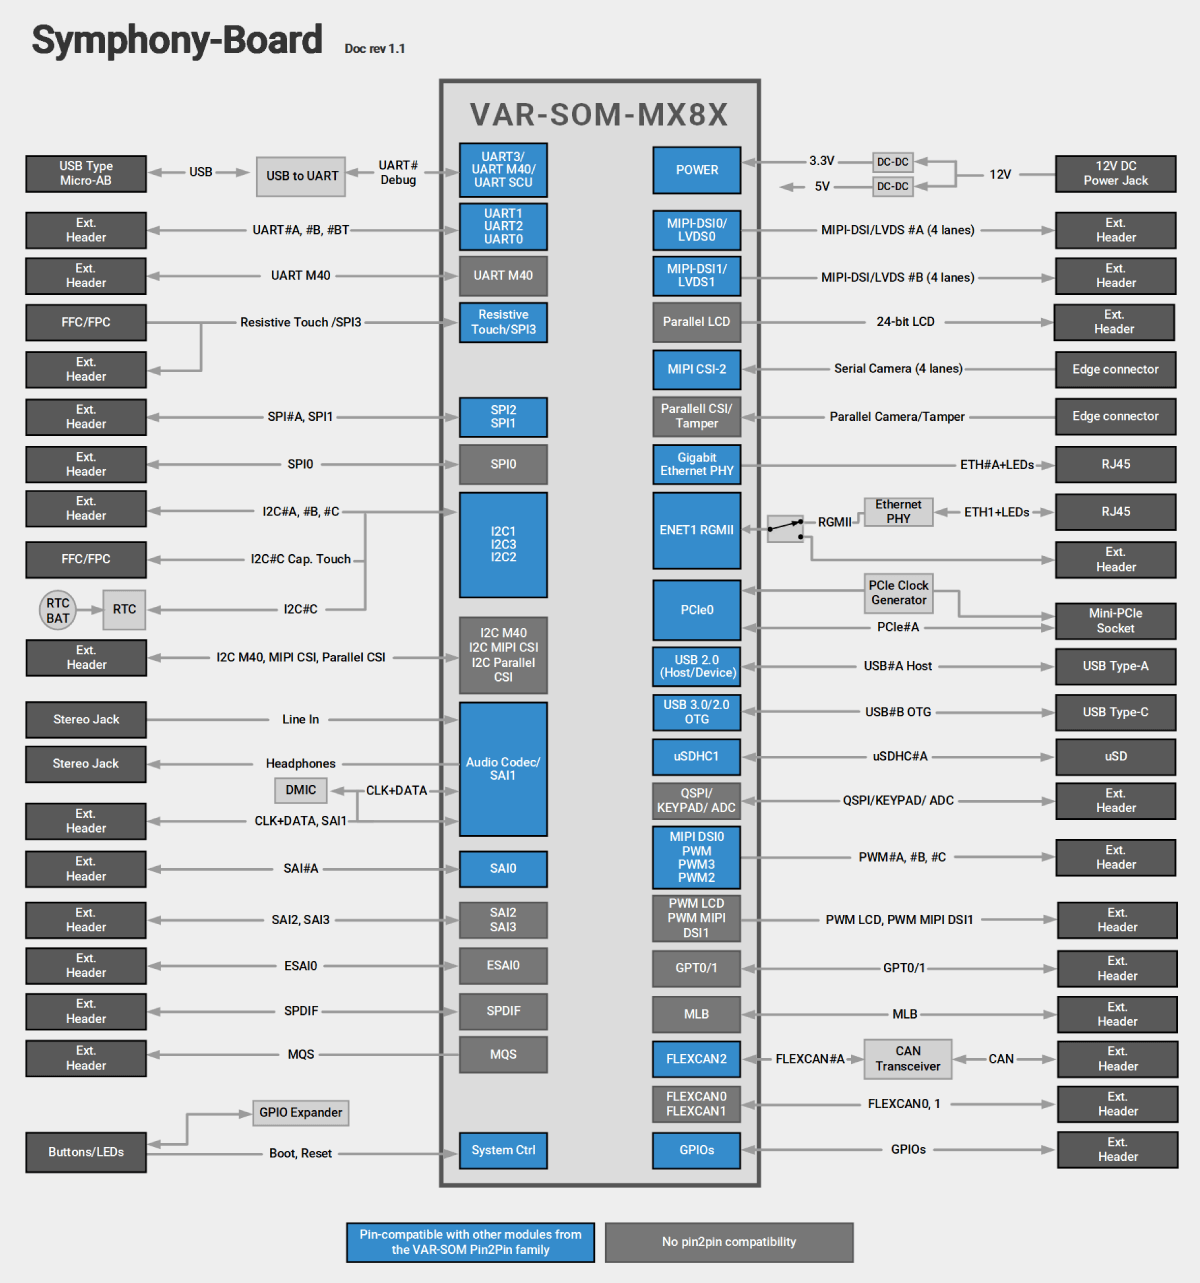 Symphony-Board
Doc rev 1.1
VAR-SOM-MX8X
USB Type
Micro-AB
USB
USB to UART
UART#
Debug
UART3/
UART M40/
UART SCU
Ext.
Header
UART#A, #B, #BT
UART1
UART2
UART0
Ext.
Header
UART M40
UART M40
FFC/FPC
Resistive Touch /SPI3
Resistive
Touch/SPI3
Ext.
Header
Ext.
Header
SPI#A, SPI1
SPI2
SPI1
Ext.
Header
SPI0
SPI0
Ext.
Header
I2C#A, #B, #C
I2C1
I2C3
I2C2
FFC/FPC
I2C#C Cap. Touch
RTC
BAT
RTC
I2C#C
Ext.
Header
I2C M40, MIPI CSI, Parallel CSI
I2C M40
I2C MIPI CSI
I2C Parallel
CSI
Stereo Jack
Line In
Stereo Jack
Headphones
Audio Codec/
SAI1
DMIC
CLK+DATA
Ext.
Header
CLK+DATA, SAI1
Ext.
Header
SAI#A
SAI0
Ext.
Header
SAI2, SAI3
SAI2
SAI3
Ext.
Header
ESAI0
ESAI0
Ext.
Header
SPDIF
SPDIF
Ext.
Header
MQS
MQS
GPIO Expander
Buttons/LEDs
Boot, Reset
System Ctrl
POWER
3.3V
DC-DC
5V
DC-DC
12V
12V DC
Power Jack
MIPI-DSI0/
LVDS0
MIPI-DSI/LVDS #A (4 lanes)
Ext.
Header
MIPI-DSI1/
LVDS1
MIPI-DSI/LVDS #B (4 lanes)
Ext.
Header
Parallel LCD
24-bit LCD
Ext.
Header
MIPI CSI-2
Serial Camera (4 lanes)
Edge connector
Parallell CSI/
Tamper
Parallel Camera/Tamper
Edge connector
Gigabit
Ethernet PHY
ETH#A+LEDs
RJ45
ENET1 RGMII
RGMII
Ethernet
PHY
ETH1+LEDs
RJ45
Ext.
Header
PCIe0
PCIe Clock
Generator
PCIe#A
Mini-PCIe
Socket
USB 2.0
(Host/Device)
USB#A Host
USB Type-A
USB 3.0/2.0
OTG
USB#B OTG
USB Type-C
uSDHC1
uSDHC#A
uSD
QSPI/
KEYPAD/ ADC
QSPI/KEYPAD/ ADC
Ext.
Header
MIPI DSI0
PWM
PWM3
PWM2
PWM#A, #B, #C
Ext.
Header
PWM LCD
PWM MIPI
DSI1
PWM LCD, PWM MIPI DSI1
Ext.
Header
GPT0/1
GPT0/1
Ext.
Header
MLB
MLB
Ext.
Header
FLEXCAN2
FLEXCAN#A
CAN
Transceiver
CAN
Ext.
Header
FLEXCAN0
FLEXCAN1
FLEXCAN0, 1
Ext.
Header
GPIOs
GPIOs
Ext.
Header
Pin-compatible with other modules from
the VAR-SOM Pin2Pin family
No pin2pin compatibility